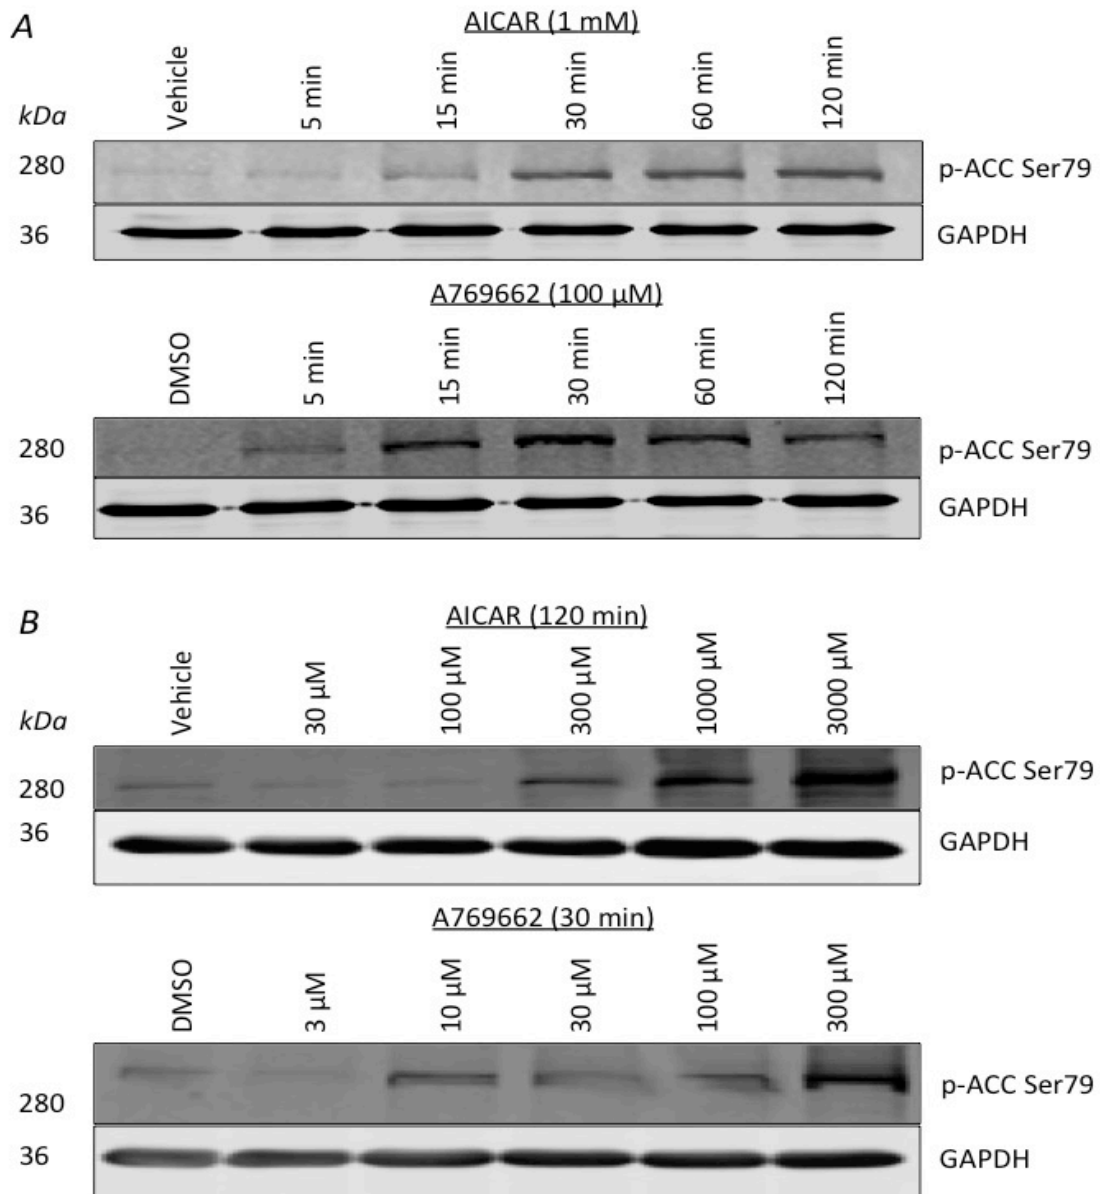 A
AICAR (1 mM)
kDa
Vehicle
5 min
15 min
30 min
60 min
120 min
280
p-ACC Ser79
36
GAPDH
A769662 (100 µM)
DMSO
5 min
15 min
30 min
60 min
120 min
280
p-ACC Ser79
36
GAPDH
B
AICAR (120 min)
kDa
Vehicle
30 µM
100 µM
300 µM
1000 µM
3000 µM
280
p-ACC Ser79
36
GAPDH
A769662 (30 min)
DMSO
3 µM
10 µM
30 µM
100 µM
300 µM
280
p-ACC Ser79
36
GAPDH